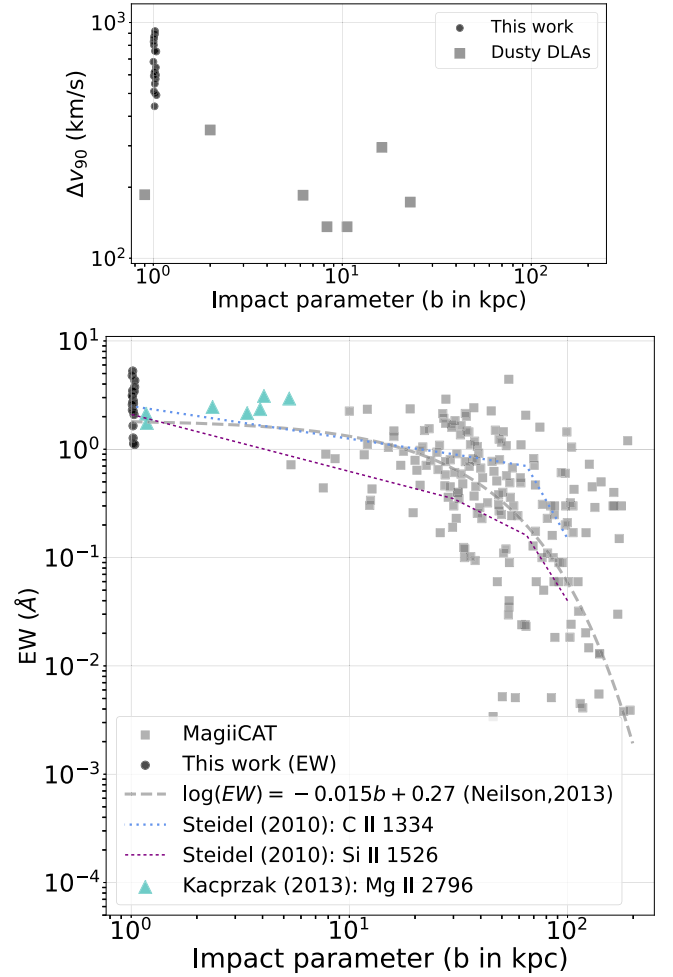 10³
10²
Δv₉₀ (km/s)
This work
Dusty DLAs
10⁰ 10¹ 10²
Impact parameter (b in kpc)
10¹
10⁰
10⁻¹
10⁻²
10⁻³
10⁻⁴
EW (Å)
MagiiCAT
This work (EW)
log(EW) = −0.015b + 0.27 (Neilson,2013)
Steidel (2010): C II 1334
Steidel (2010): Si II 1526
Kacprzak (2013): Mg II 2796
10⁰ 10¹ 10²
Impact parameter (b in kpc)